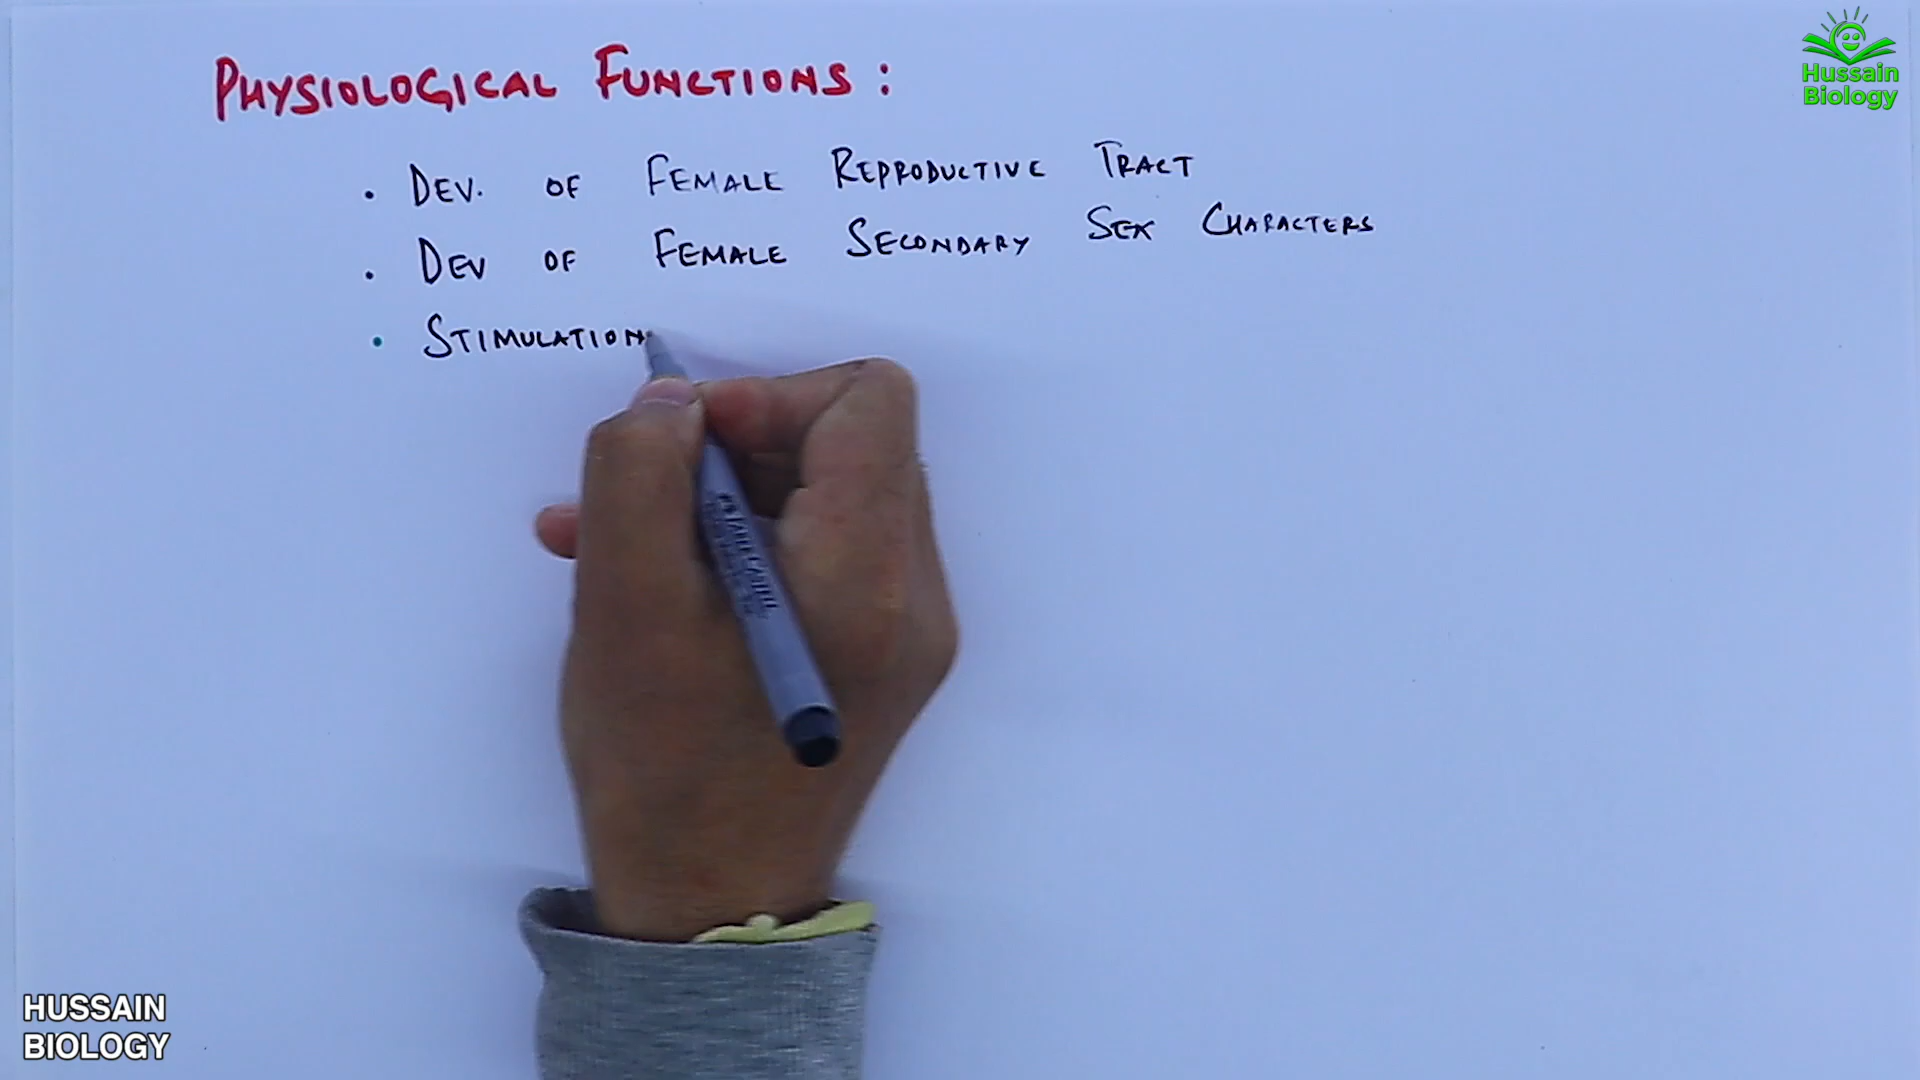 PHYSIOLOGICAL FUNCTIONS:
Hussain
Biology
• DEV. OF FEMALE REPRODUCTIVE TRACT
• DEV OF FEMALE SECONDARY SEX CHARACTERS
• STIMULATION
HUSSAIN
BIOLOGY